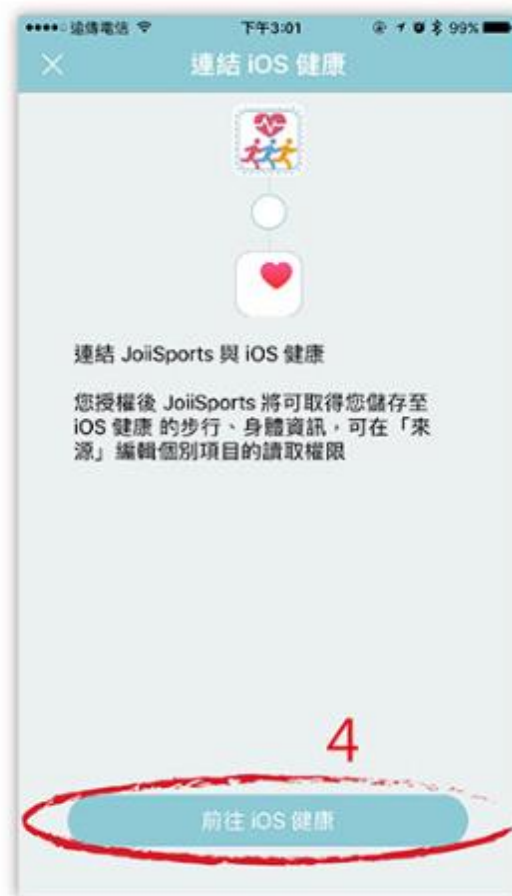 遠傳電信 下午3:01 99%
連結 iOS 健康
連結 JoiiSports 與 iOS 健康
您授權後 JoiiSports 將可取得您儲存至
iOS 健康 的步行、身體資訊，可在「來
源」編輯個別項目的讀取權限
4
前往 iOS 健康